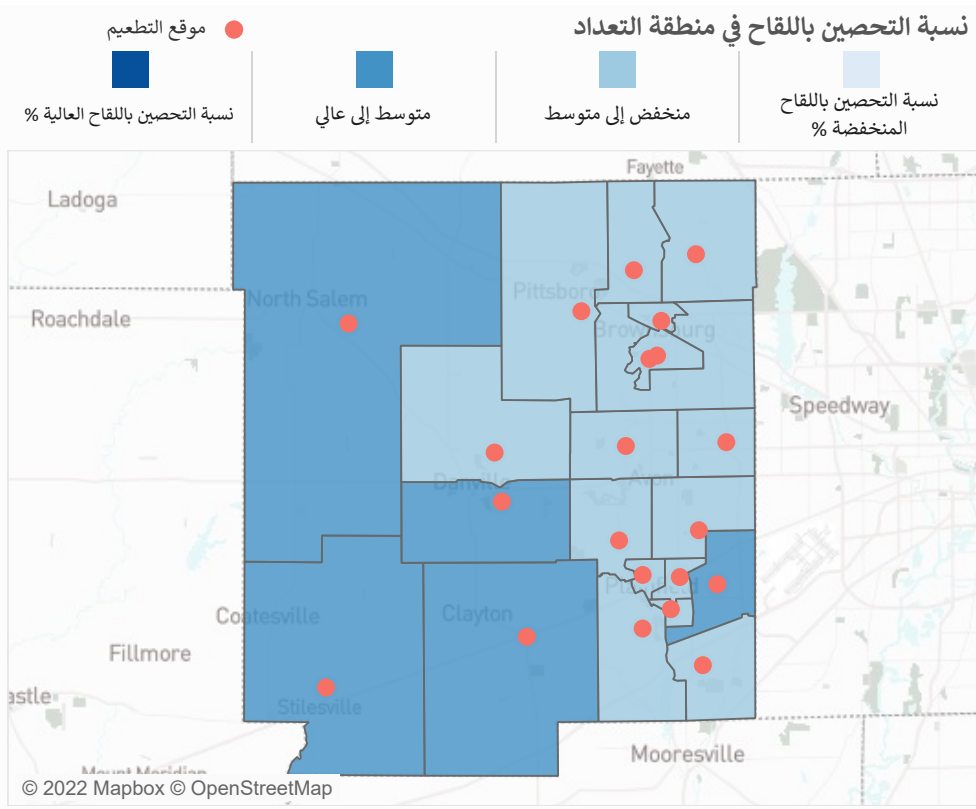 نسبة التحصين باللقاح في منطقة التعداد
موقع التطعيم
نسبة التحصين باللقاح المنخفضة %
منخفض إلى متوسط
متوسط إلى عالي
نسبة التحصين باللقاح العالية %
Fayette
Ladoga
North Salem
Pittsboro
Roachdale
Brownsburg
Speedway
Danville
Avon
Plainfield
Coatesville
Clayton
Fillmore
astle
Stilesville
Mooresville
Mount Meridian
© 2022 Mapbox © OpenStreetMap